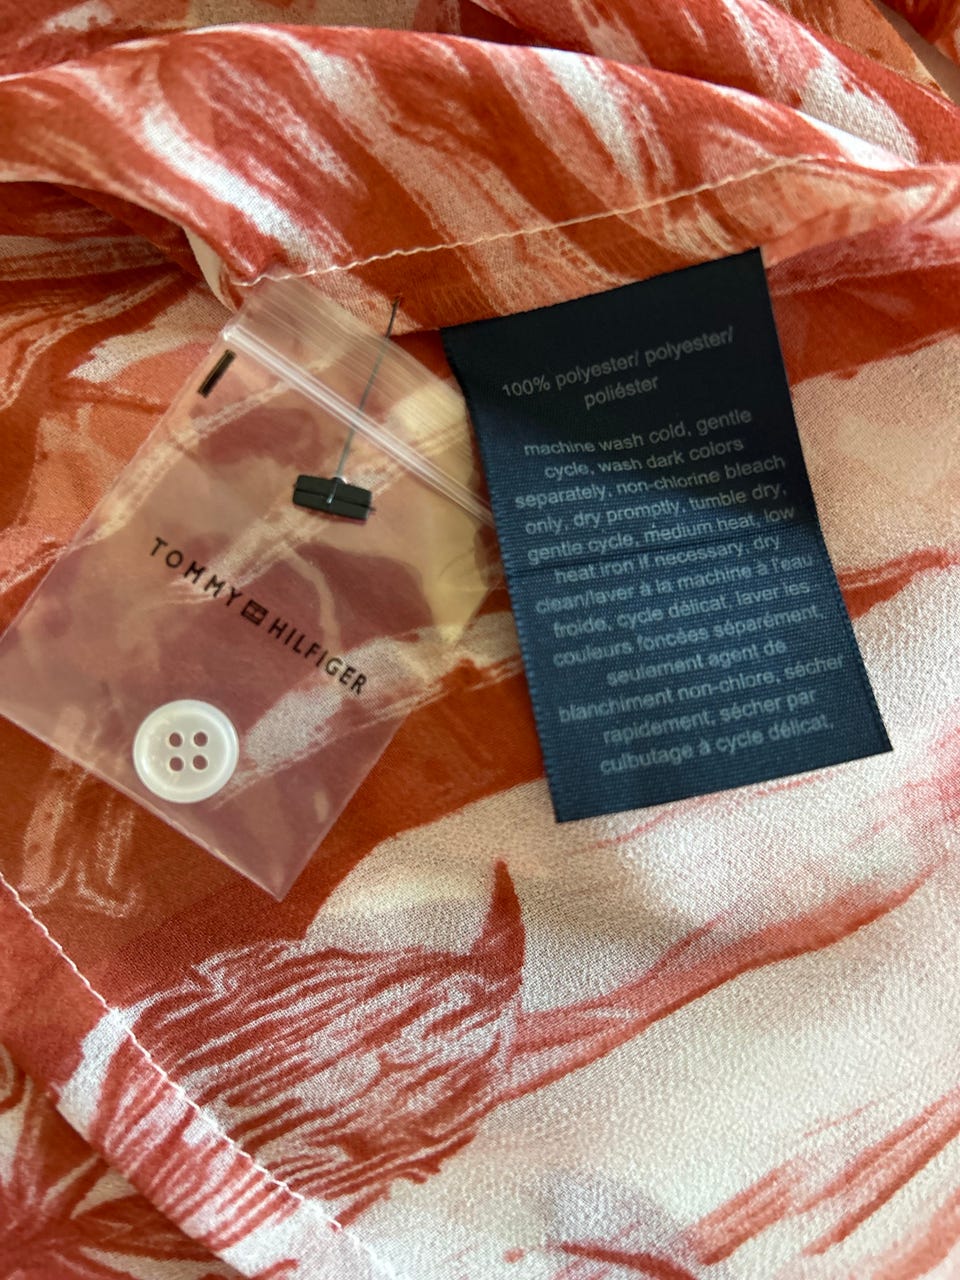 TOMMY HILFIGER
100% polyester/ polyester/
poliéster
machine wash cold, gentle
cycle, wash dark colors
separately, non-chlorine bleach
only, dry promptly, tumble dry,
gentle cycle, medium heat, low
heat iron if necessary, dry
clean/laver à la machine à l'eau
froide, cycle délicat, laver les
couleurs foncées séparément,
seulement agent de
blanchiment non-chlore, sécher
rapidement, sécher par
culbutage à cycle délicat,